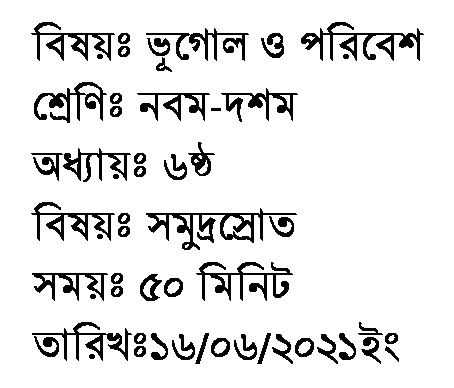 বিষয়ঃ ভূগোল ও পরিবেশ
শ্রেণিঃ নবম-দশম
অধ্যায়ঃ ৬ষ্ঠ
বিষয়ঃ সমুদ্রস্রোত
সময়ঃ ৫০ মিনিট
তারিখঃ১৬/০৬/২০২১ইং